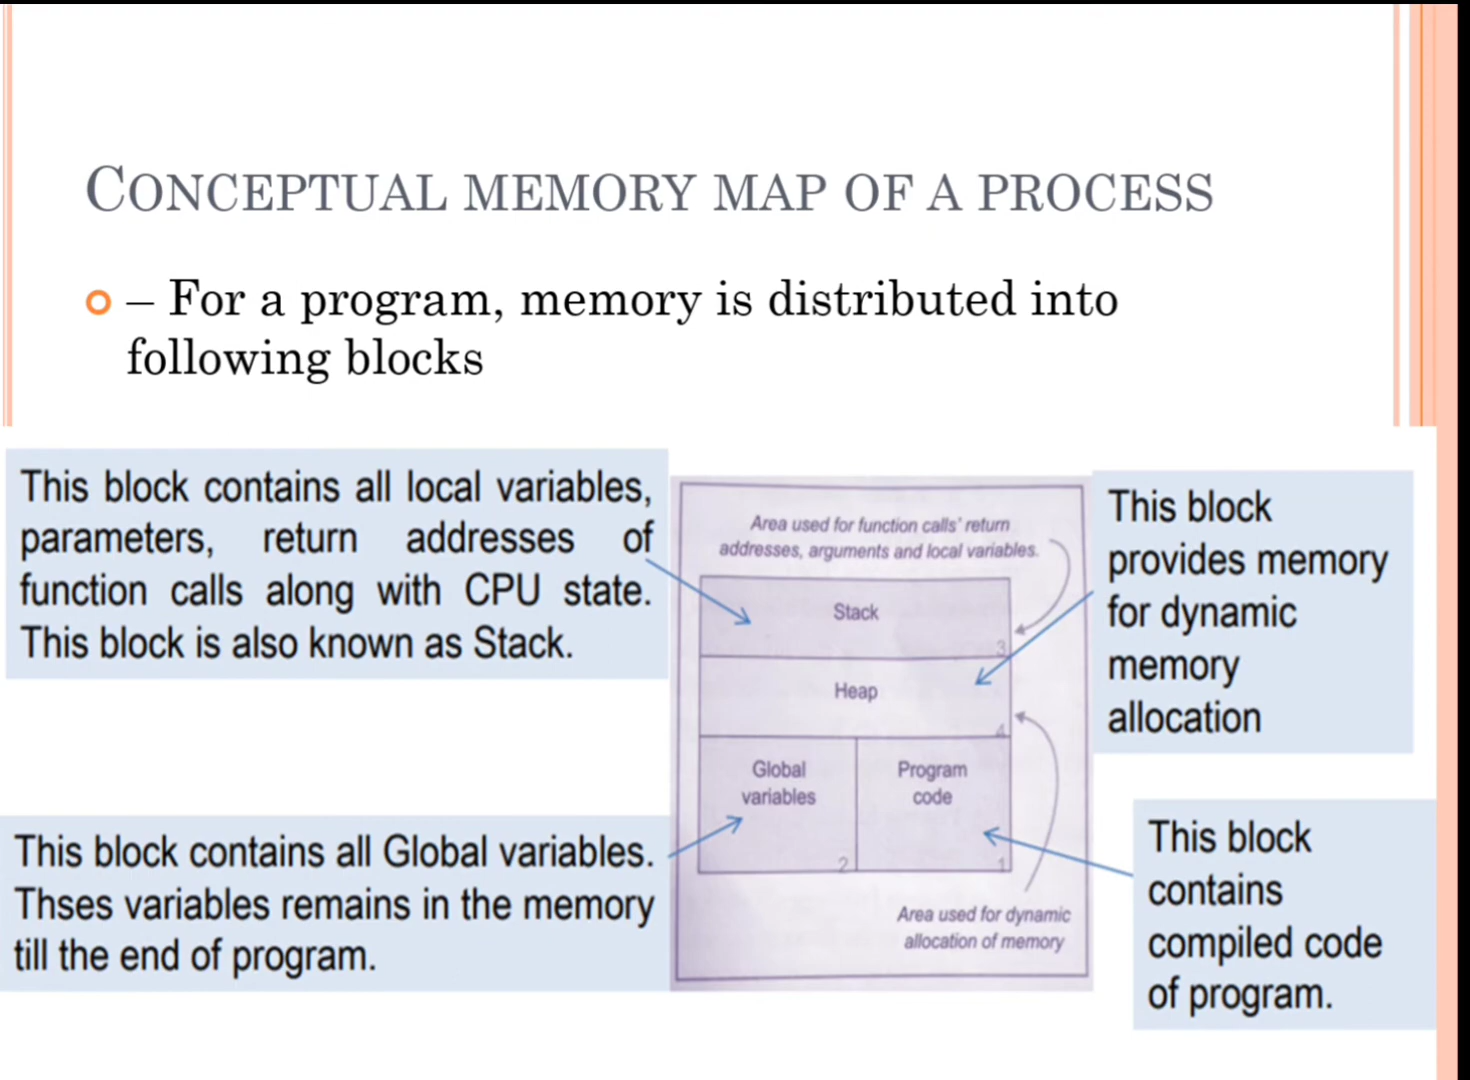 CONCEPTUAL MEMORY MAP OF A PROCESS
– For a program, memory is distributed into
following blocks
This block contains all local variables,
parameters, return addresses of
function calls along with CPU state.
This block is also known as Stack.
Area used for function calls' return
addresses, arguments and local variables.
Stack
3
Heap
4
Global
variables
2
Program
code
1
Area used for dynamic
allocation of memory
This block
provides memory
for dynamic
memory
allocation
This block contains all Global variables.
Thses variables remains in the memory
till the end of program.
This block
contains
compiled code
of program.